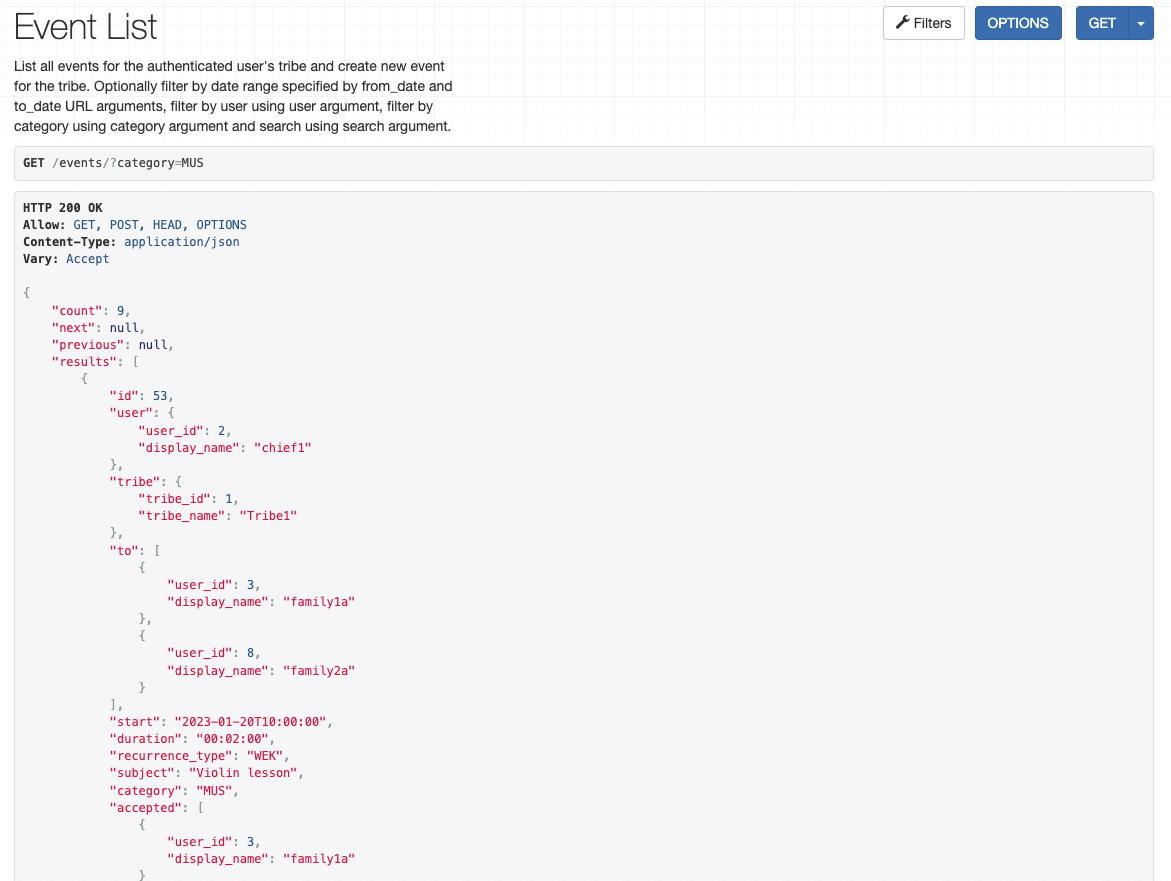 Event List
Filters
OPTIONS
GET
List all events for the authenticated user's tribe and create new event
for the tribe. Optionally filter by date range specified by from_date and
to_date URL arguments, filter by user using user argument, filter by
category using category argument and search using search argument.
GET /events/?category=MUS
HTTP 200 OK
Allow: GET, POST, HEAD, OPTIONS
Content-Type: application/json
Vary: Accept
{
    "count": 9,
    "next": null,
    "previous": null,
    "results": [
        {
            "id": 53,
            "user": {
                "user_id": 2,
                "display_name": "chief1"
            },
            "tribe": {
                "tribe_id": 1,
                "tribe_name": "Tribe1"
            },
            "to": [
                {
                    "user_id": 3,
                    "display_name": "family1a"
                },
                {
                    "user_id": 8,
                    "display_name": "family2a"
                }
            ],
            "start": "2023-01-20T10:00:00",
            "duration": "00:02:00",
            "recurrence_type": "WEK",
            "subject": "Violin lesson",
            "category": "MUS",
            "accepted": [
                {
                    "user_id": 3,
                    "display_name": "family1a"
                }